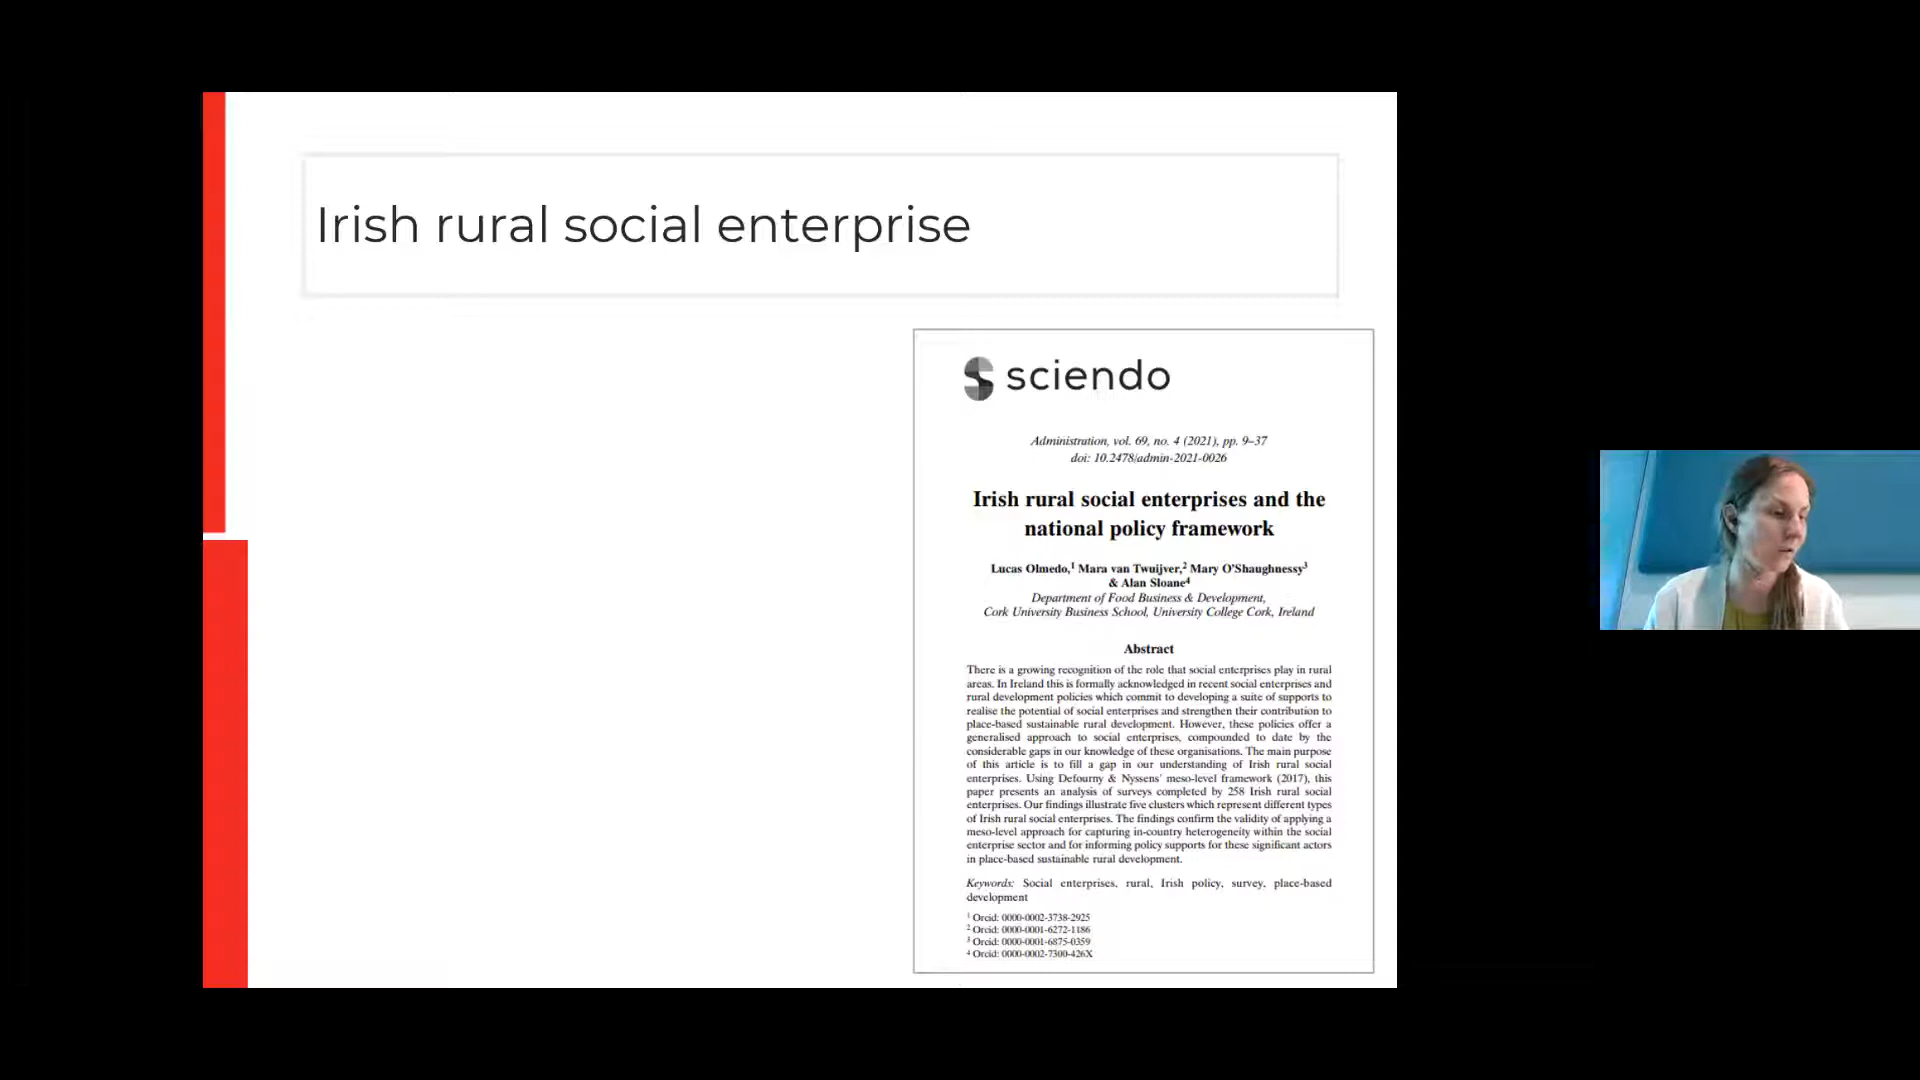 Irish rural social enterprise
sciendo
Administration, vol. 69, no. 4 (2021), pp. 9–37
doi: 10.2478/admin-2021-0026
Irish rural social enterprises and the
national policy framework
Lucas Olmedo,¹ Mara van Twuijver,² Mary O'Shaughnessy³
& Alan Sloane⁴
Department of Food Business & Development,
Cork University Business School, University College Cork, Ireland
Abstract
There is a growing recognition of the role that social enterprises play in rural
areas. In Ireland this is formally acknowledged in recent social enterprises and
rural development policies which commit to developing a suite of supports to
realise the potential of social enterprises and strengthen their contribution to
place-based sustainable rural development. However, these policies offer a
generalised approach to social enterprises, compounded to date by the
considerable gaps in our knowledge of these organisations. The main purpose
of this article is to fill a gap in our understanding of Irish rural social
enterprises. Using Defourny & Nyssens' meso-level framework (2017), this
paper presents an analysis of surveys completed by 258 Irish rural social
enterprises. Our findings illustrate five clusters which represent different types
of Irish rural social enterprises. The findings confirm the validity of applying a
meso-level approach for capturing in-country heterogeneity within the social
enterprise sector and for informing policy supports for these significant actors
in place-based sustainable rural development.
Keywords: Social enterprises, rural, Irish policy, survey, place-based
development
¹ Orcid: 0000-0002-3738-2925
² Orcid: 0000-0001-6272-1186
³ Orcid: 0000-0001-6875-0359
⁴ Orcid: 0000-0002-7300-426X